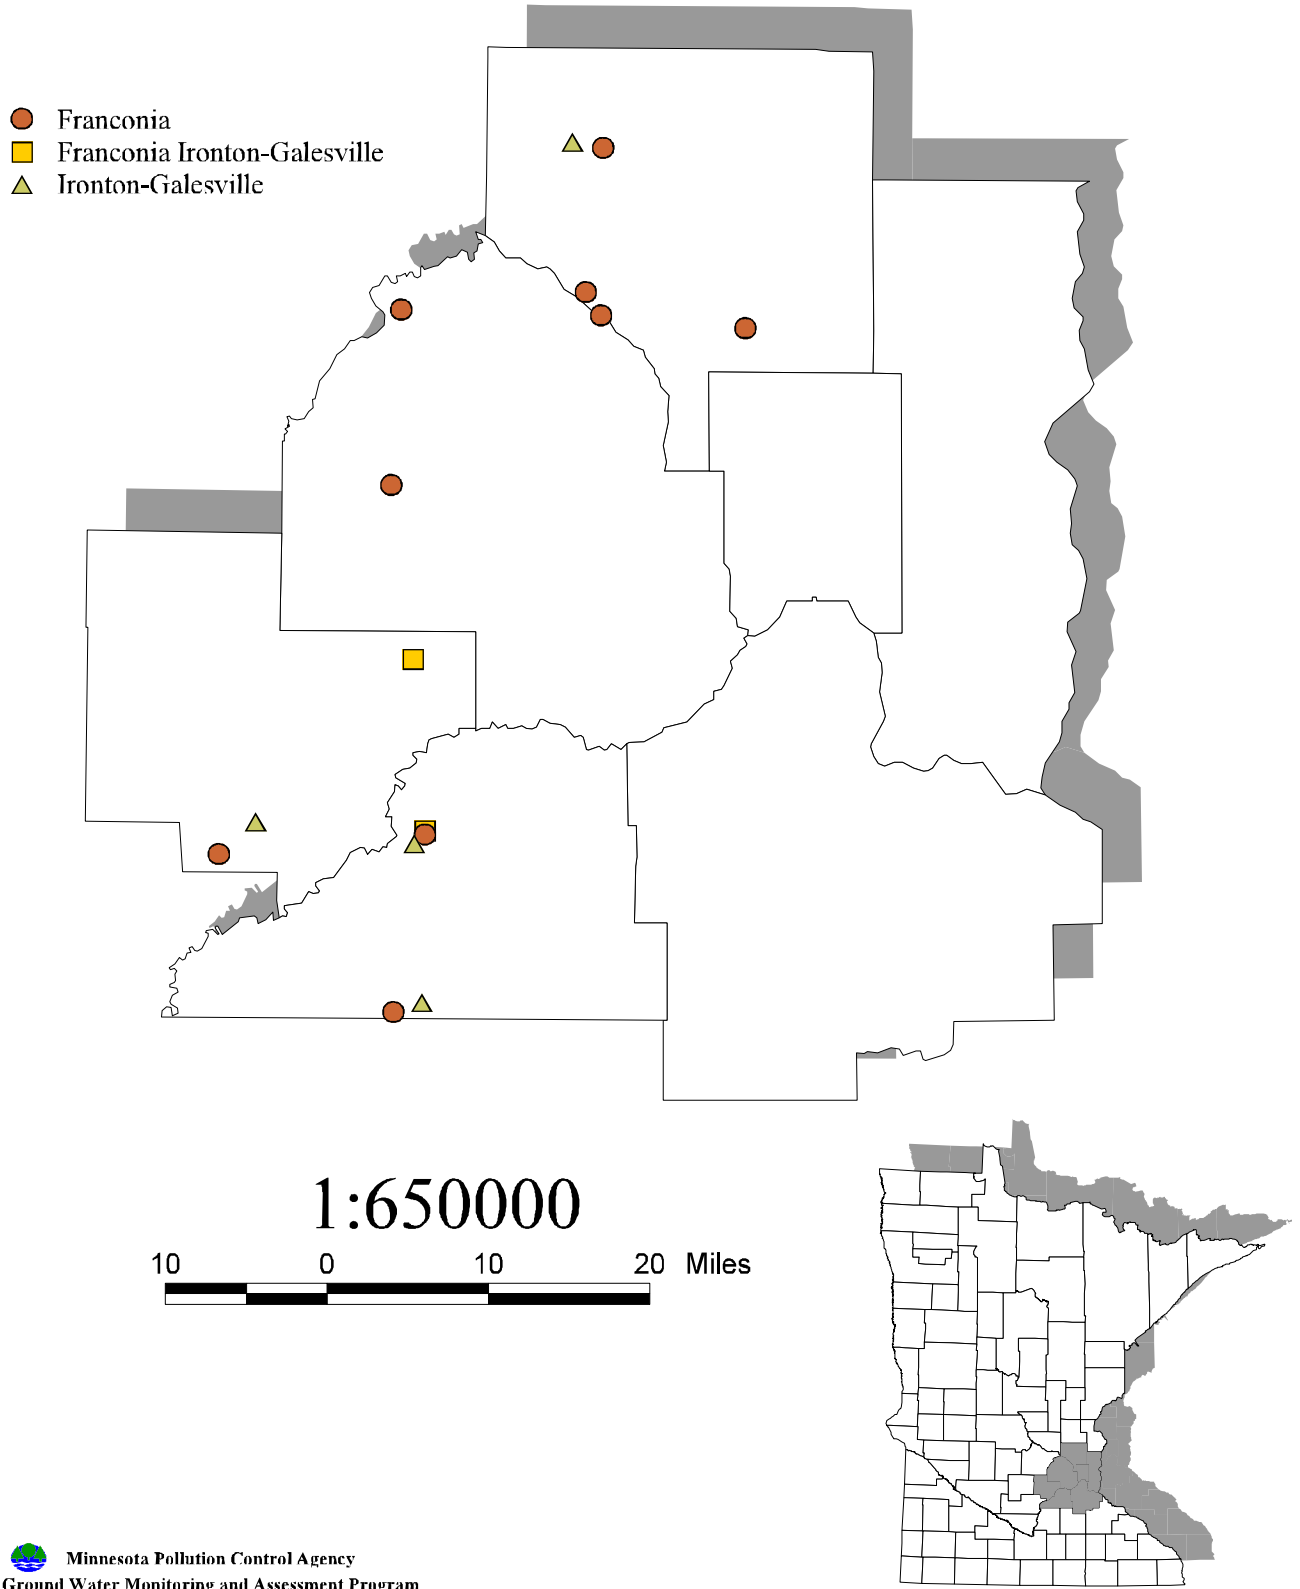 Franconia
Franconia Ironton-Galesville
Ironton-Galesville
1:650000
10 0 10 20 Miles
Minnesota Pollution Control Agency
Ground Water Monitoring and Assessment Program